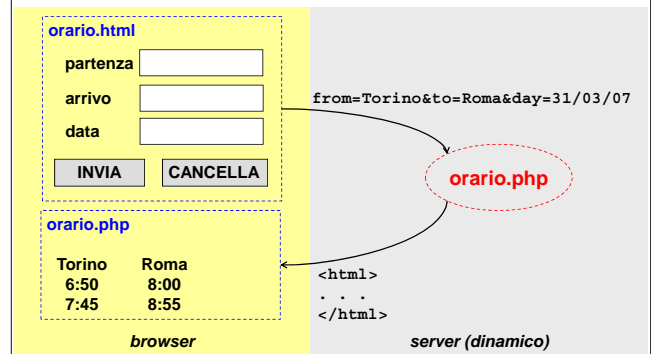 orario.html
partenza
arrivo
data
INVIA CANCELLA
from=Torino&to=Roma&day=31/03/07
orario.php
orario.php
Torino Roma
6:50 8:00
7:45 8:55
<html>
. . .
</html>
browser
server (dinamico)